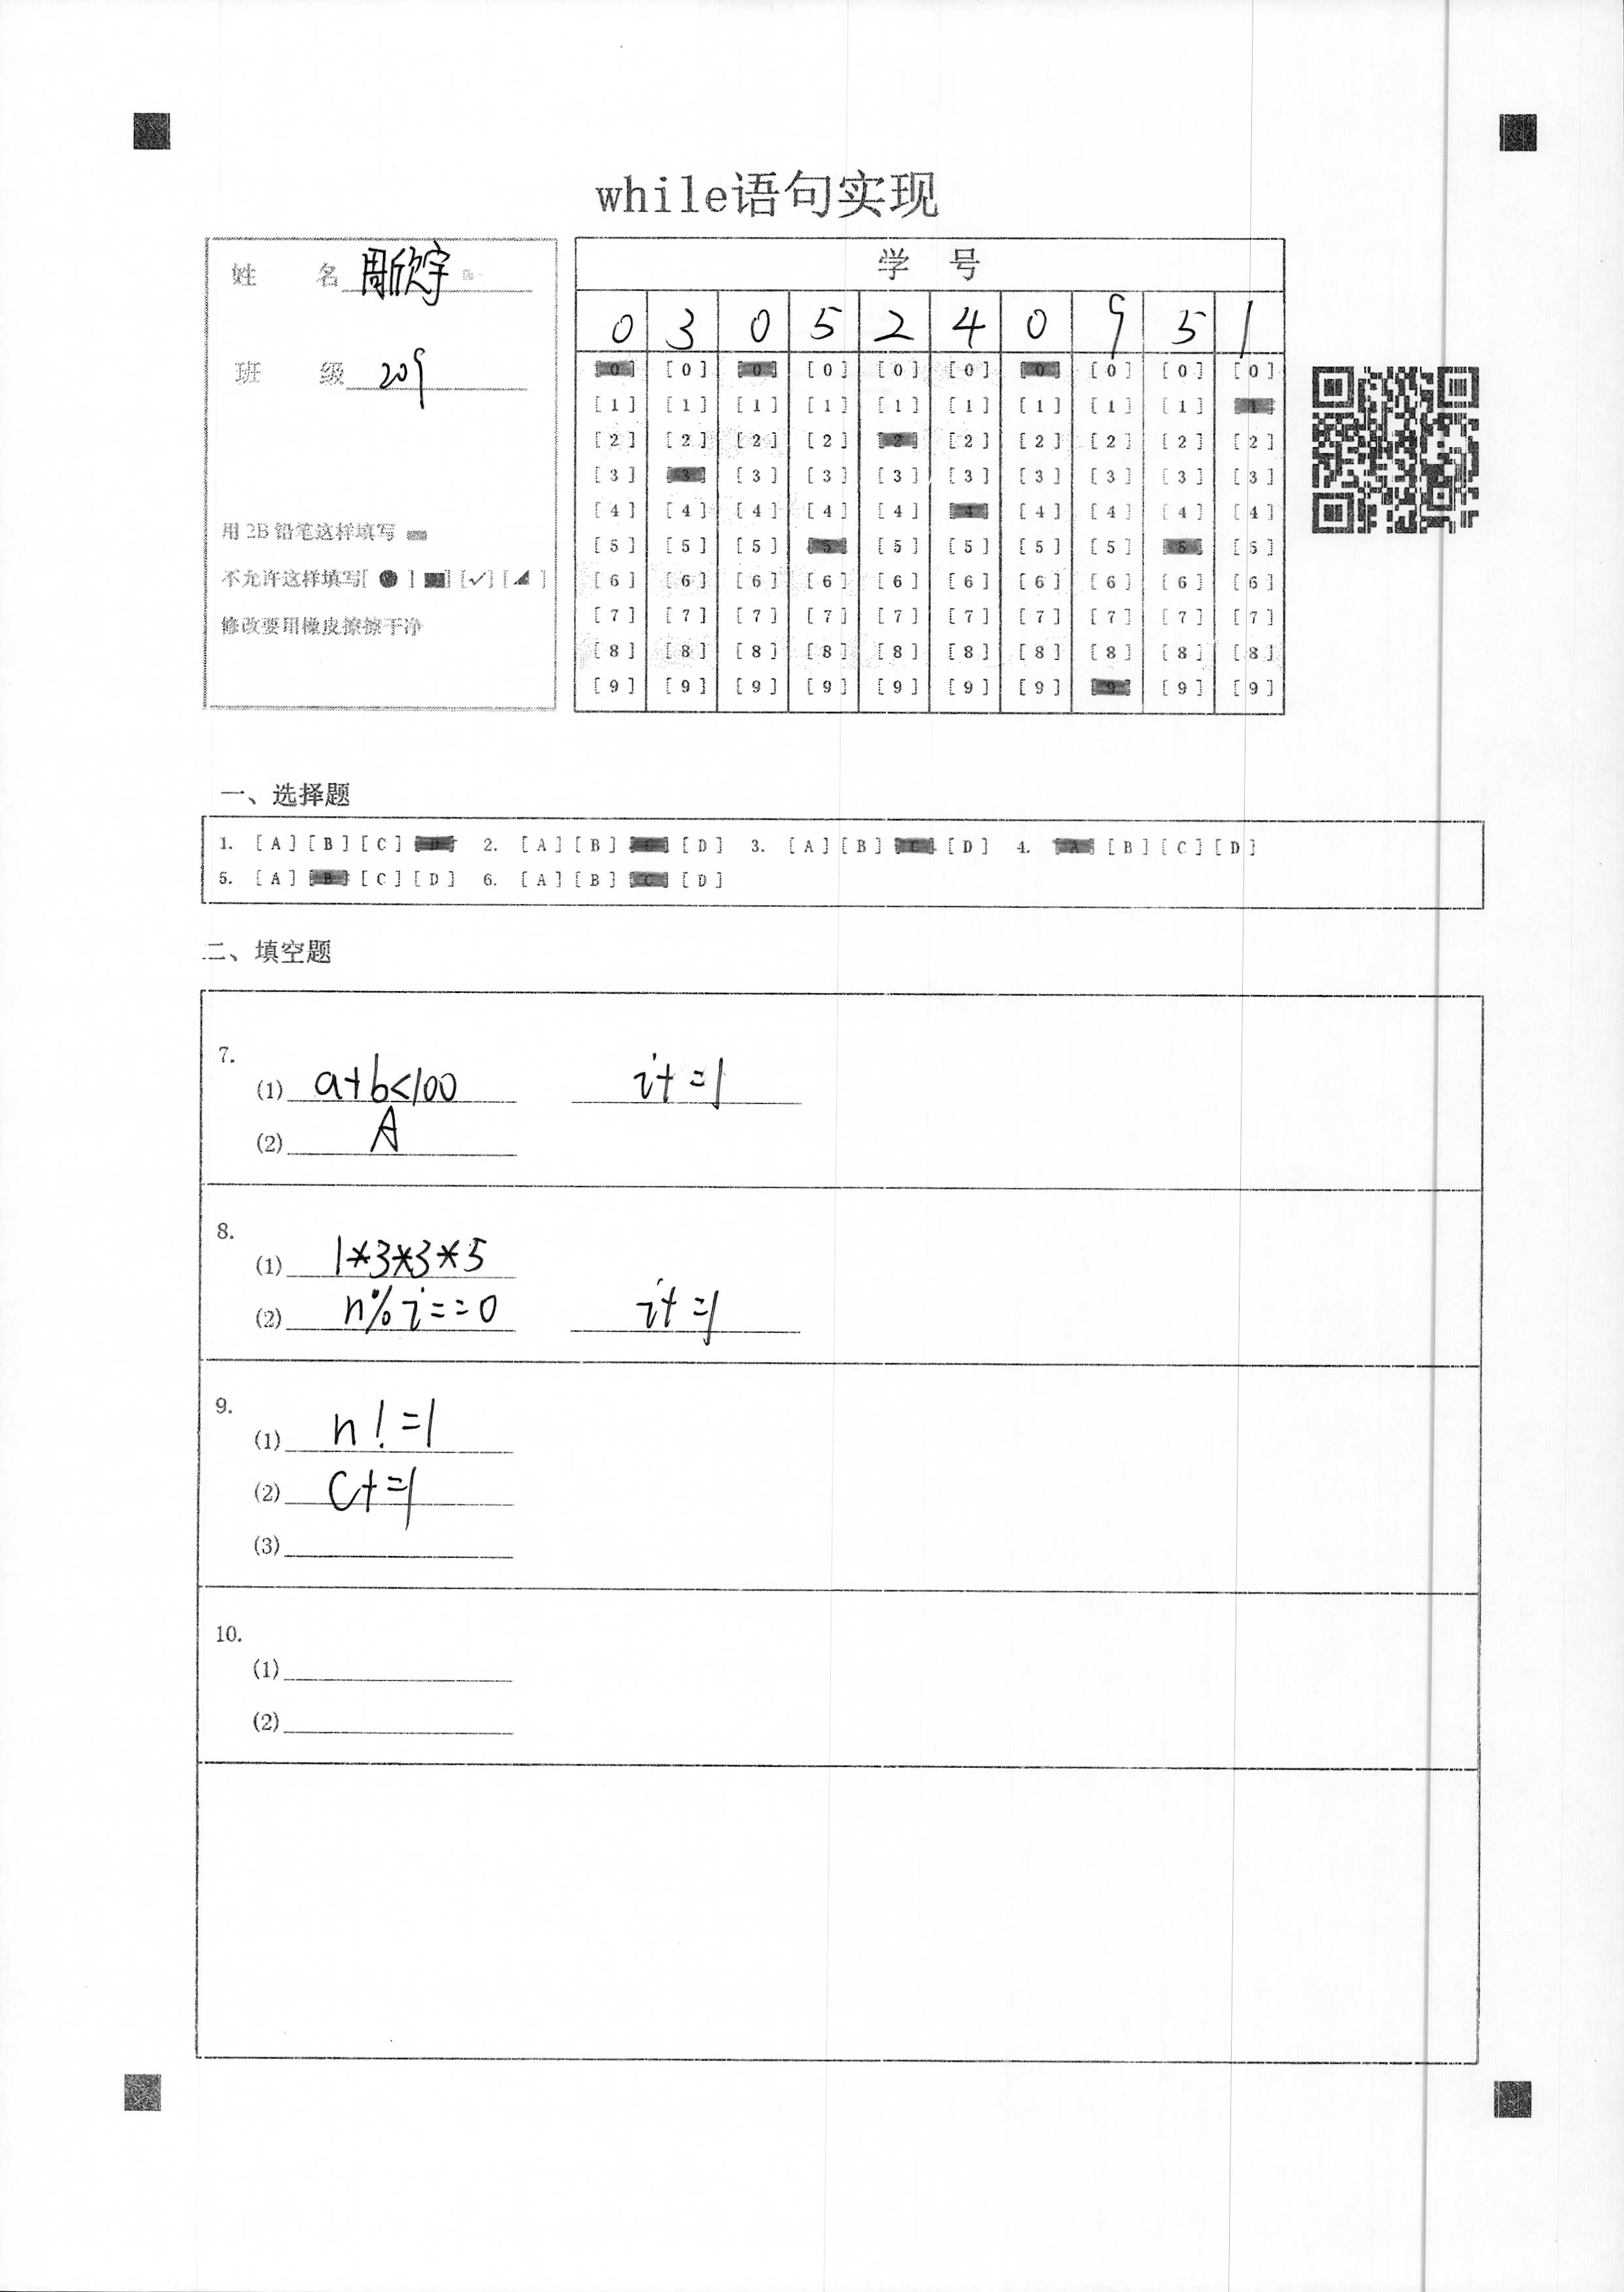 while语句实现
姓 名 周欣宇
班 级 209
用 2B 铅笔这样填写
不允许这样填写[ ● ] [■] [✓] [◢ ]
修改要用橡皮擦擦干净
学 号
0 3 0 5 2 4 0 9 5 1
[0] [0] [0] [0] [0] [0] [0] [0] [0] [0]
[1] [1] [1] [1] [1] [1] [1] [1] [1] [1]
[2] [2] [2] [2] [2] [2] [2] [2] [2] [2]
[3] [3] [3] [3] [3] [3] [3] [3] [3] [3]
[4] [4] [4] [4] [4] [4] [4] [4] [4] [4]
[5] [5] [5] [5] [5] [5] [5] [5] [5] [5]
[6] [6] [6] [6] [6] [6] [6] [6] [6] [6]
[7] [7] [7] [7] [7] [7] [7] [7] [7] [7]
[8] [8] [8] [8] [8] [8] [8] [8] [8] [8]
[9] [9] [9] [9] [9] [9] [9] [9] [9] [9]
一、选择题
1. [A] [B] [C] [D] 2. [A] [B] [C] [D] 3. [A] [B] [C] [D] 4. [A] [B] [C] [D]
5. [A] [B] [C] [D] 6. [A] [B] [C] [D]
二、填空题
7.
(1) a+b<100 i+=1
(2) A
8.
(1) 1*3*3*5
(2) n%i==0 i+=1
9.
(1) n!=1
(2) c+=1
(3)
10.
(1)
(2)